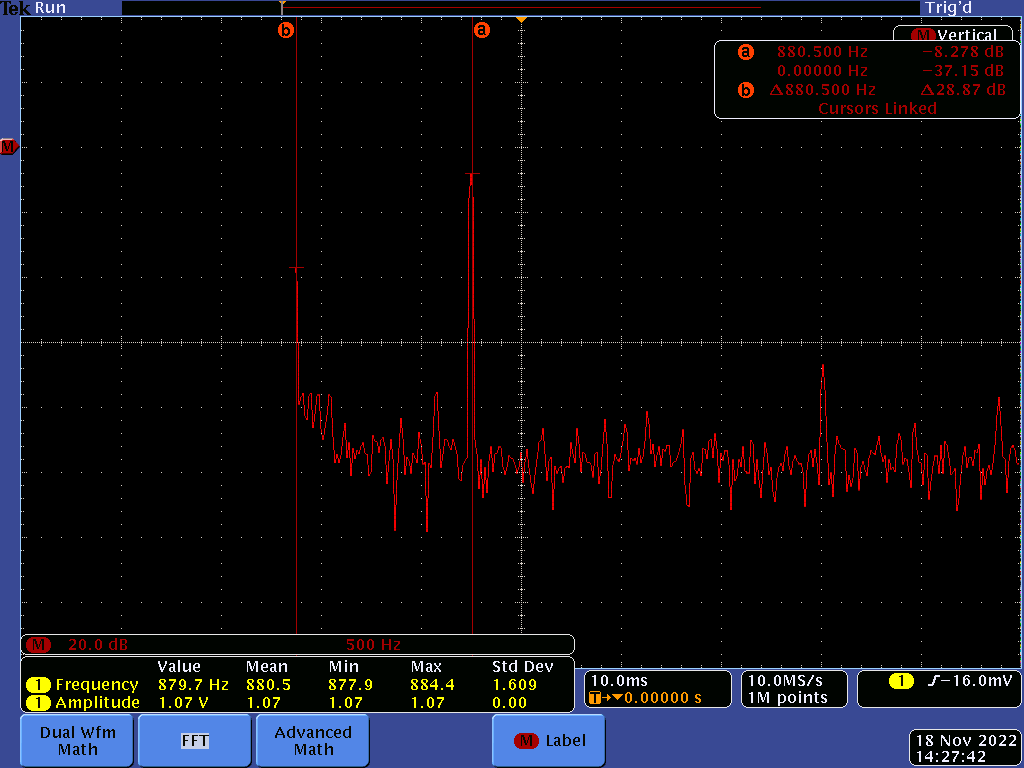 Tek Run Trig'd
b a
M Vertical
a 880.500 Hz −8.278 dB
0.00000 Hz −37.15 dB
b Δ880.500 Hz Δ28.87 dB
Cursors Linked
M
M 20.0 dB 500 Hz
Value Mean Min Max Std Dev
1 Frequency 879.7 Hz 880.5 877.9 884.4 1.609
1 Amplitude 1.07 V 1.07 1.07 1.07 0.00
10.0ms
T→▼0.00000 s
10.0MS/s
1M points
1 ∫−16.0mV
Dual Wfm
Math
FFT
Advanced
Math
M Label
18 Nov 2022
14:27:42